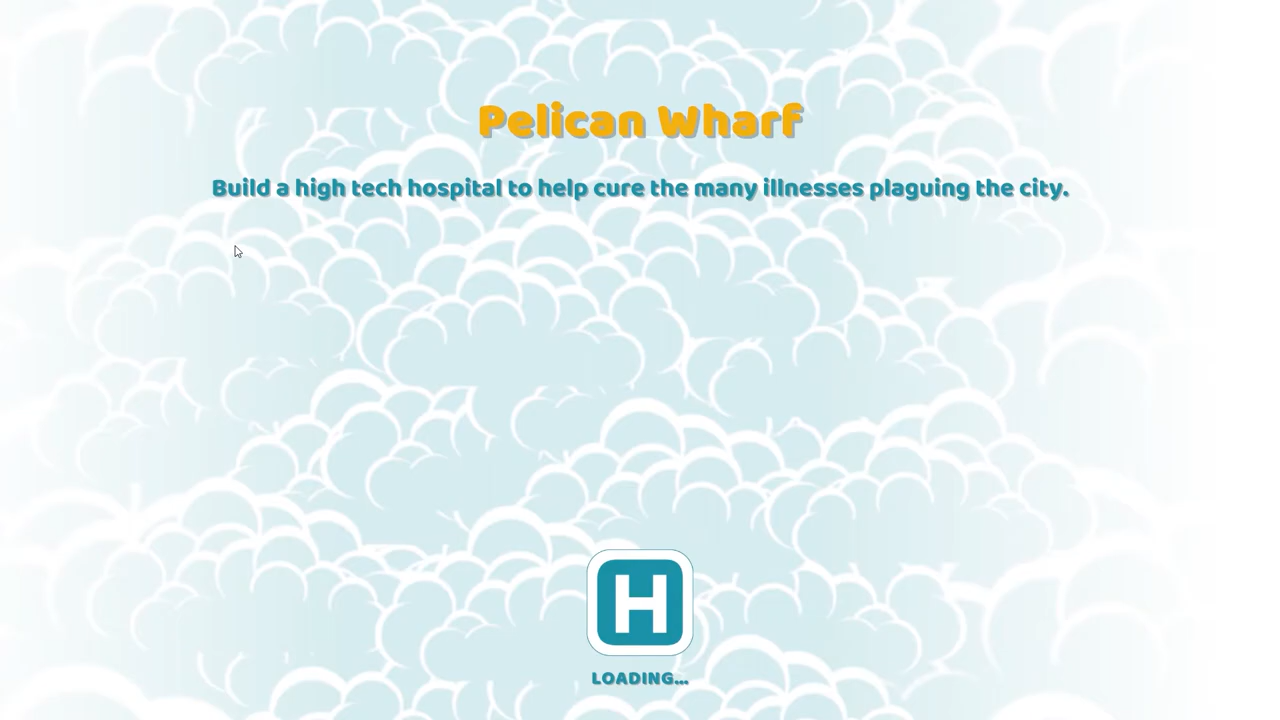 Pelican Wharf
Build a high tech hospital to help cure the many illnesses plaguing the city.
H
LOADING...